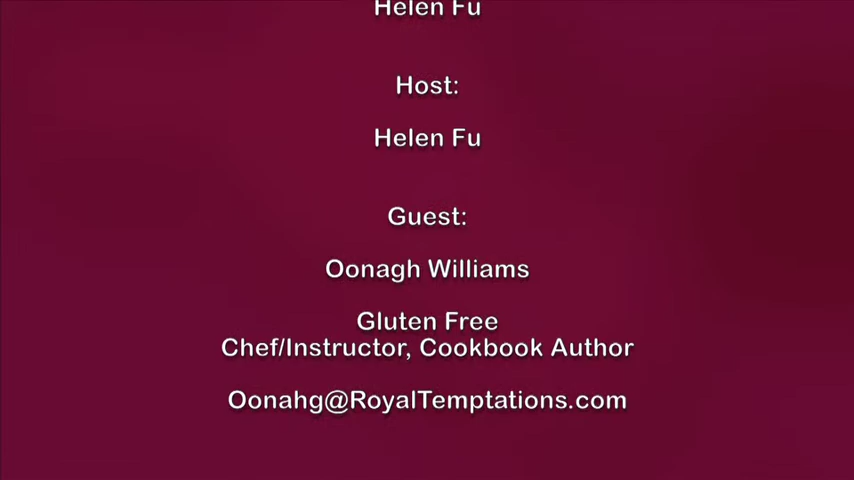 Helen Fu
Host:
Helen Fu
Guest:
Oonagh Williams
Gluten Free
Chef/Instructor, Cookbook Author
Oonahg@RoyalTemptations.com